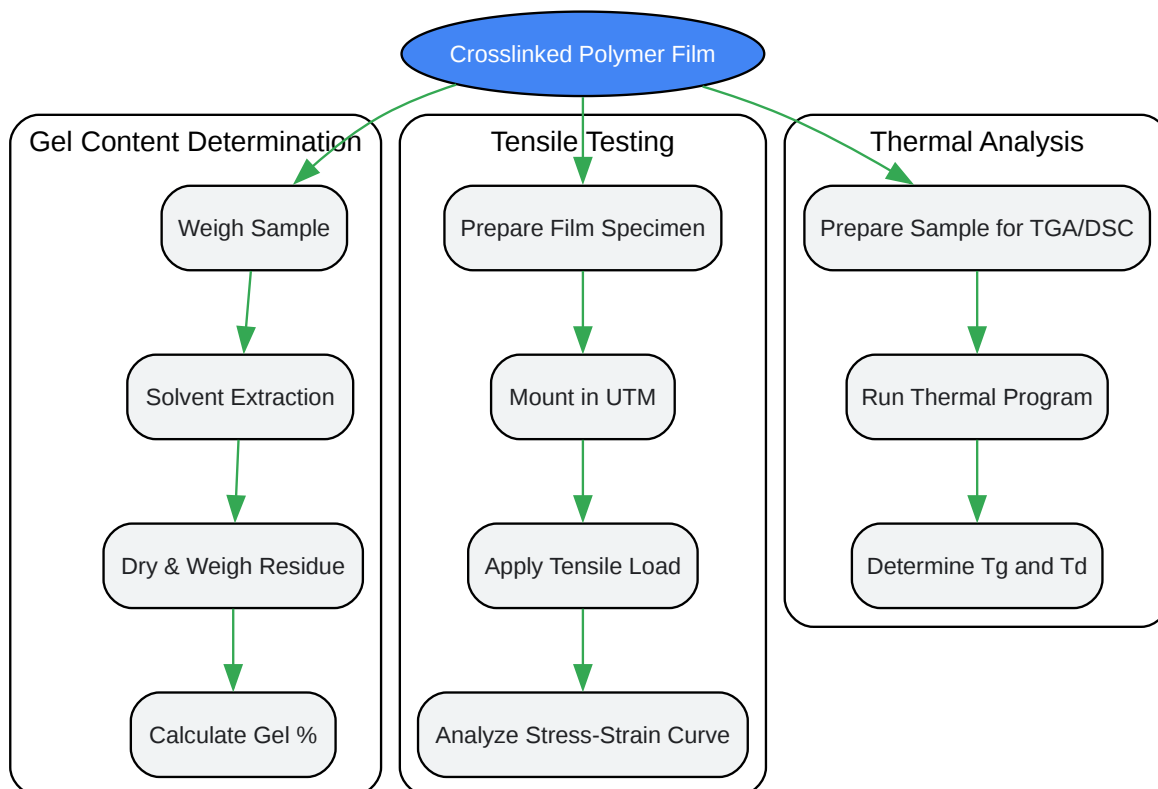 Crosslinked Polymer Film
Gel Content Determination
Weigh Sample
Solvent Extraction
Dry & Weigh Residue
Calculate Gel %
Tensile Testing
Prepare Film Specimen
Mount in UTM
Apply Tensile Load
Analyze Stress-Strain Curve
Thermal Analysis
Prepare Sample for TGA/DSC
Run Thermal Program
Determine Tg and Td